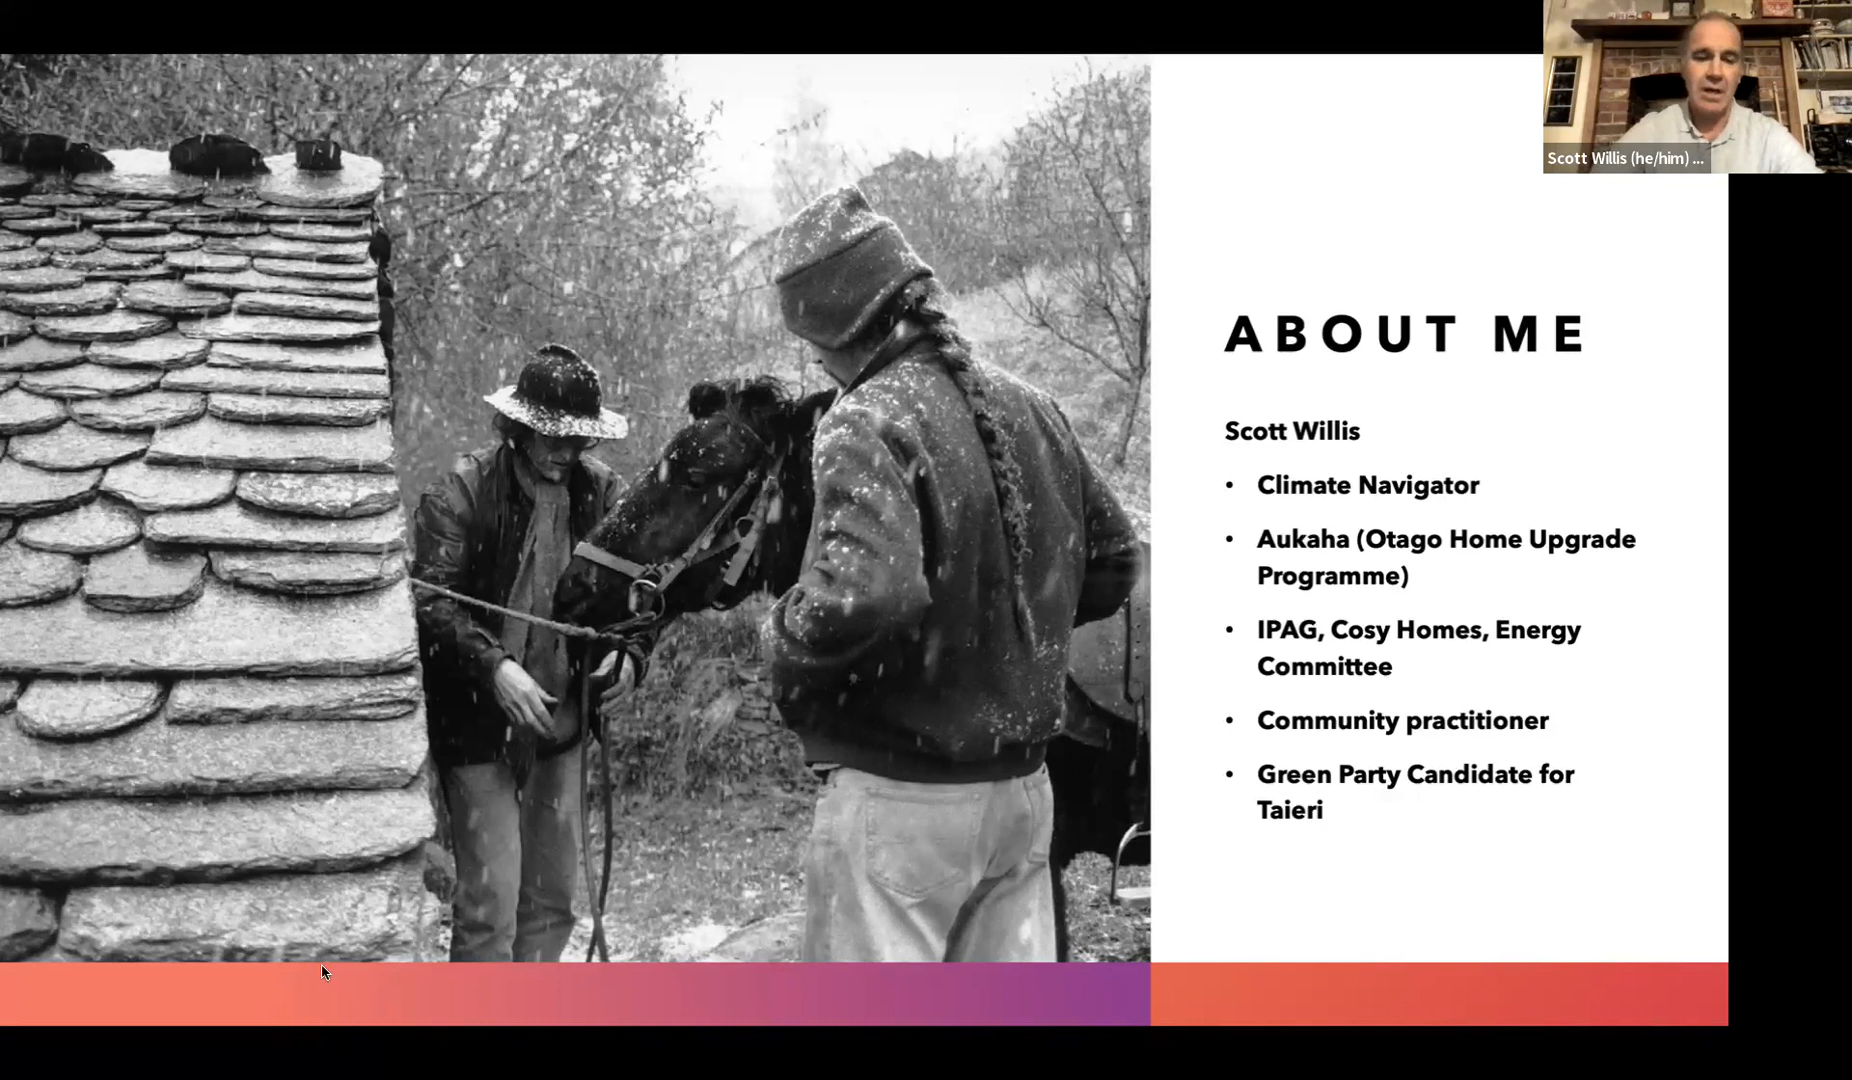 Scott Willis (he/him) ...
ABOUT ME
Scott Willis
• Climate Navigator
• Aukaha (Otago Home Upgrade
Programme)
• IPAG, Cosy Homes, Energy
Committee
• Community practitioner
• Green Party Candidate for
Taieri